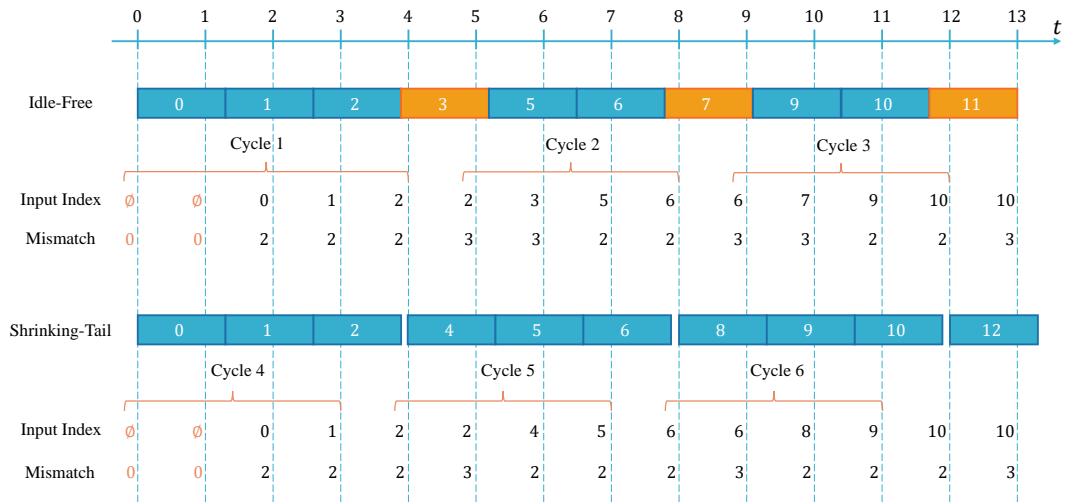 0 1 2 3 4 5 6 7 8 9 10 11 12 13
t
Idle-Free 0 1 2 3 5 6 7 9 10 11
Cycle 1 Cycle 2 Cycle 3
Input Index ∅ ∅ 0 1 2 2 3 5 6 6 7 9 10 10
Mismatch 0 0 2 2 2 3 3 2 2 3 3 2 2 3
Shrinking-Tail 0 1 2 4 5 6 8 9 10 12
Cycle 4 Cycle 5 Cycle 6
Input Index ∅ ∅ 0 1 2 2 4 5 6 6 8 9 10 10
Mismatch 0 0 2 2 2 3 2 2 2 3 2 2 2 3